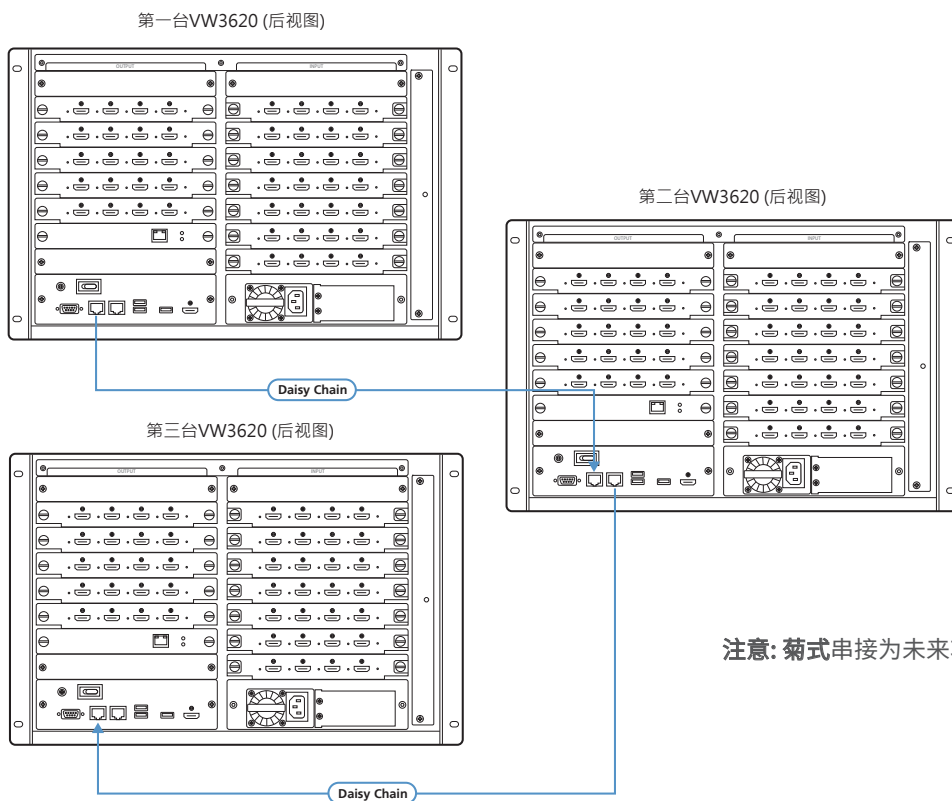 第一台VW3620 (后视图)
OUTPUT
INPUT
第二台VW3620 (后视图)
OUTPUT
INPUT
Daisy Chain
第三台VW3620 (后视图)
OUTPUT
INPUT
注意: 菊式串接为未来
Daisy Chain